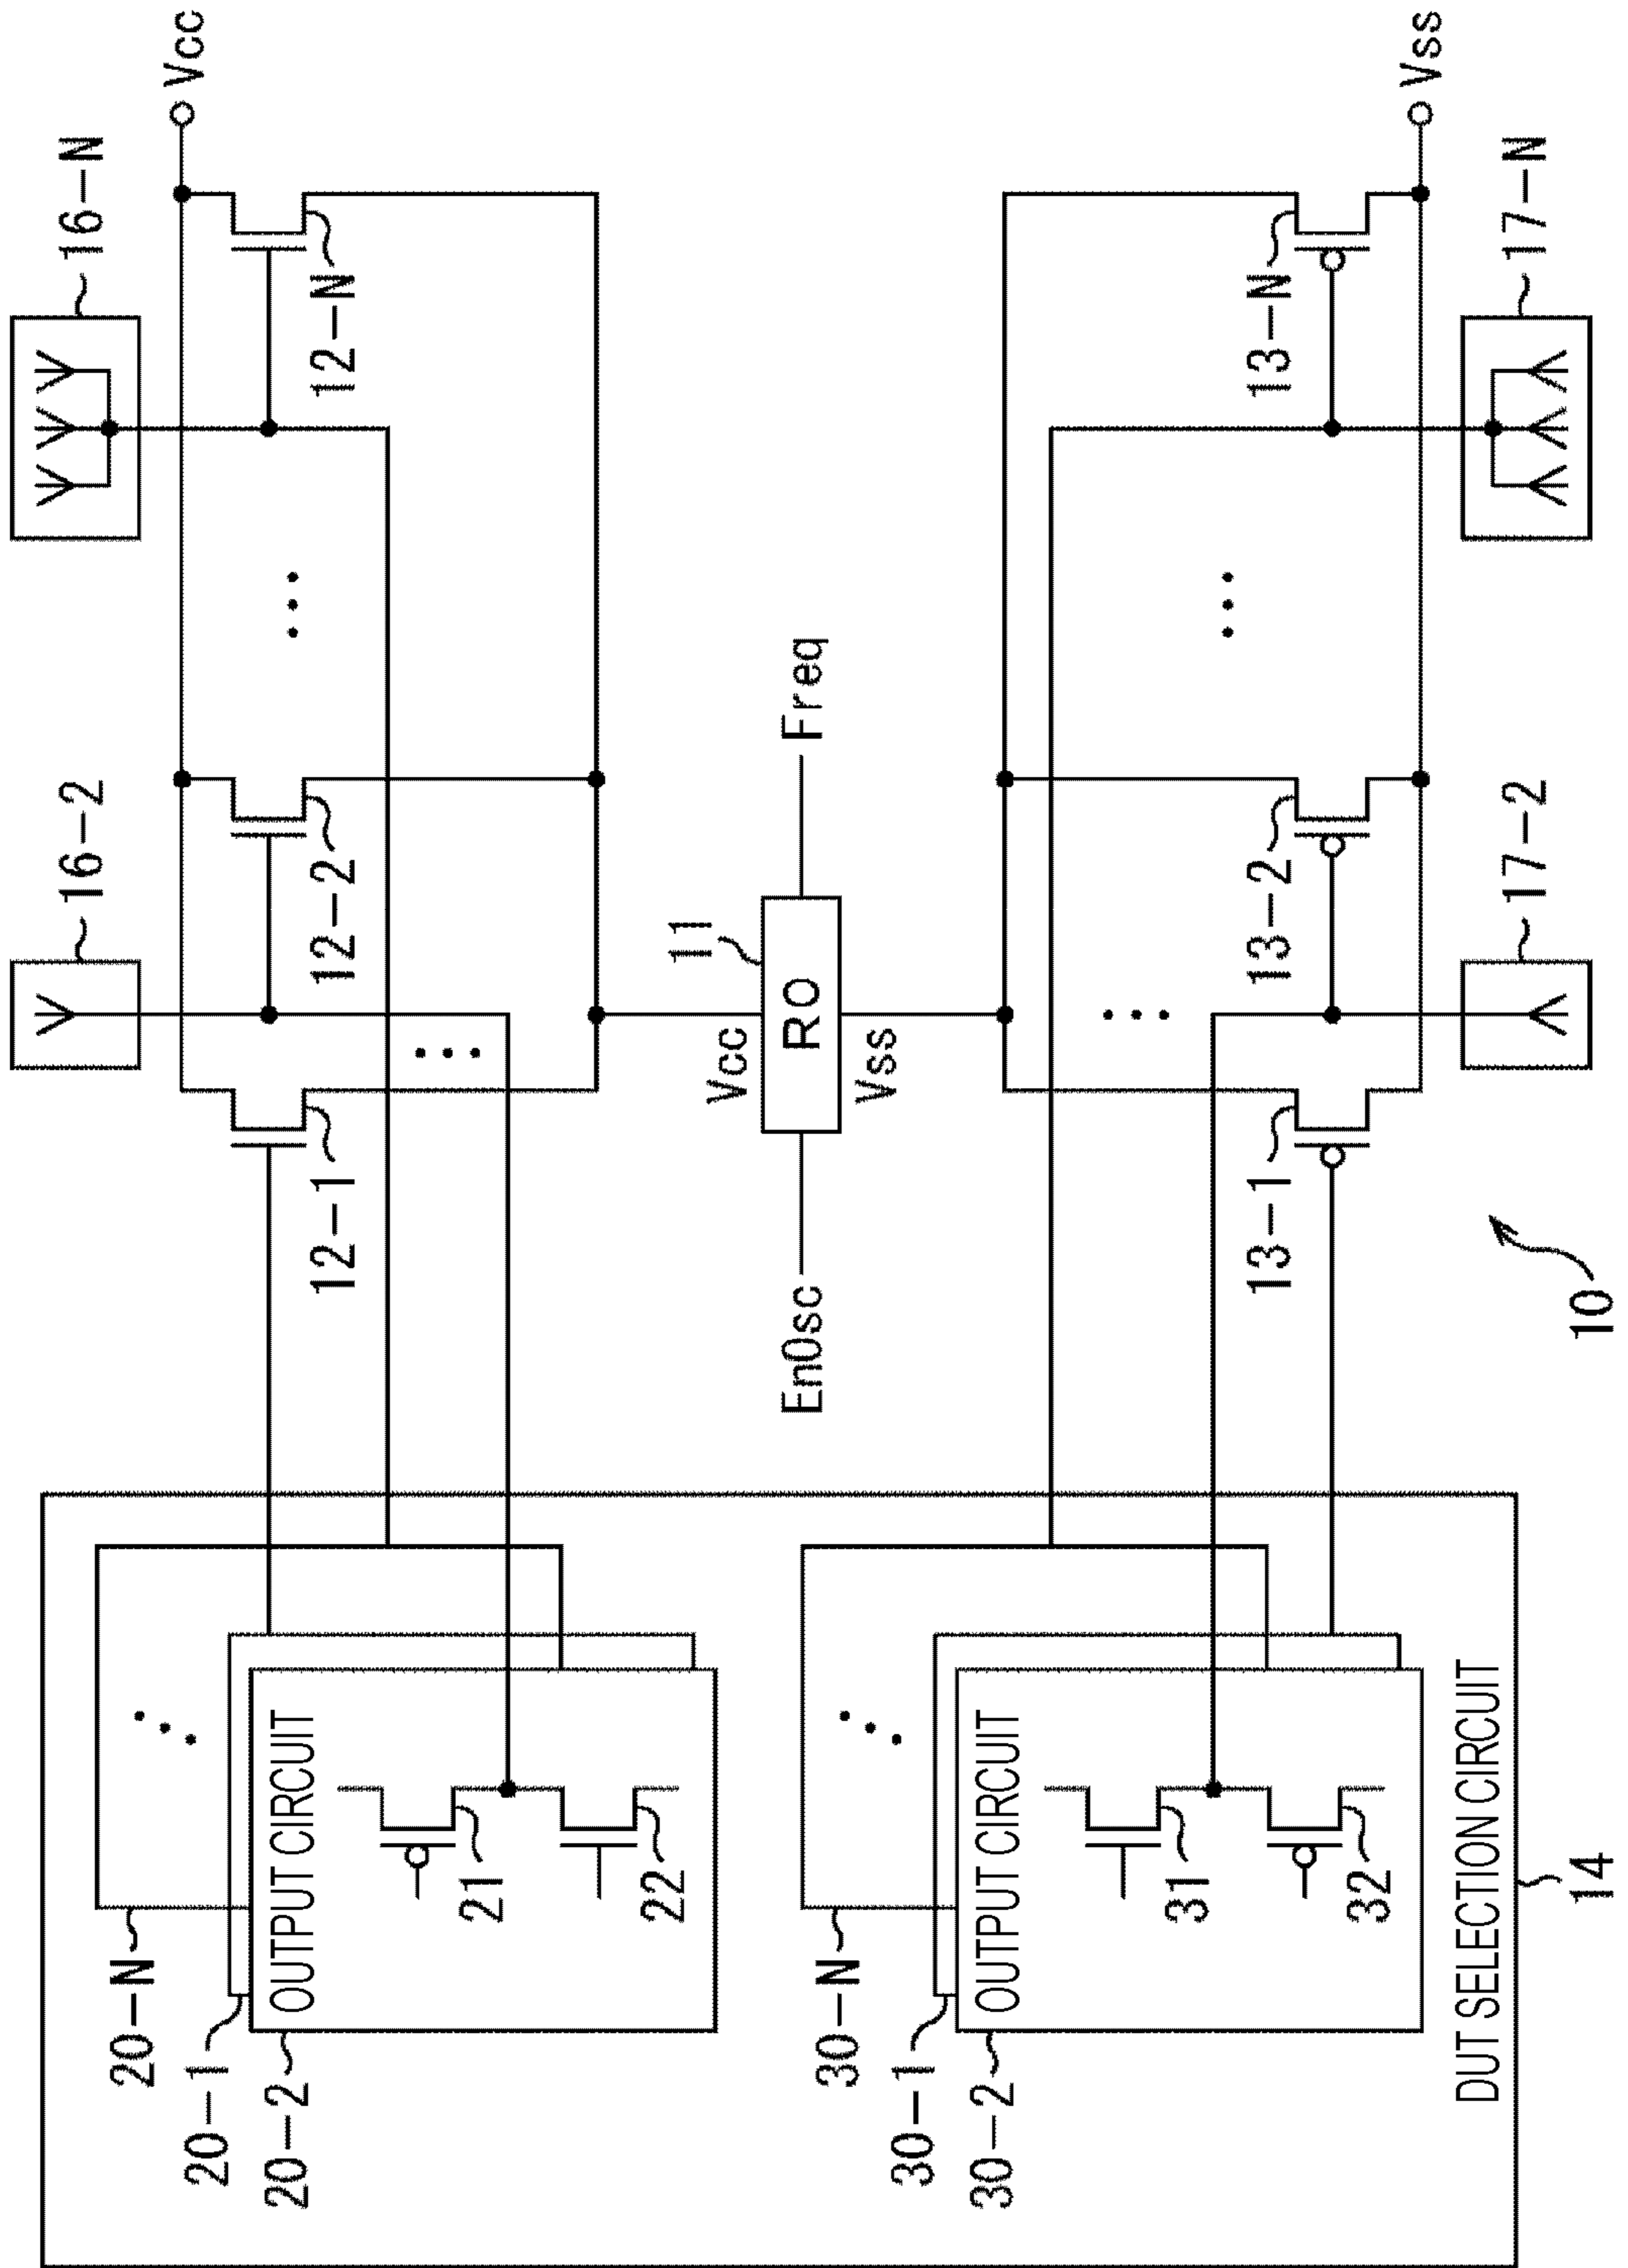 16-2
16-N
Vcc
12-1
12-2
12-N
11
Vcc
EnOsc
RO
Freq
Vss
13-1
13-2
13-N
Vss
17-2
17-N
10
20-N
20-1
20-2
OUTPUT CIRCUIT
21
22
30-N
30-1
30-2
OUTPUT CIRCUIT
31
32
DUT SELECTION CIRCUIT
14